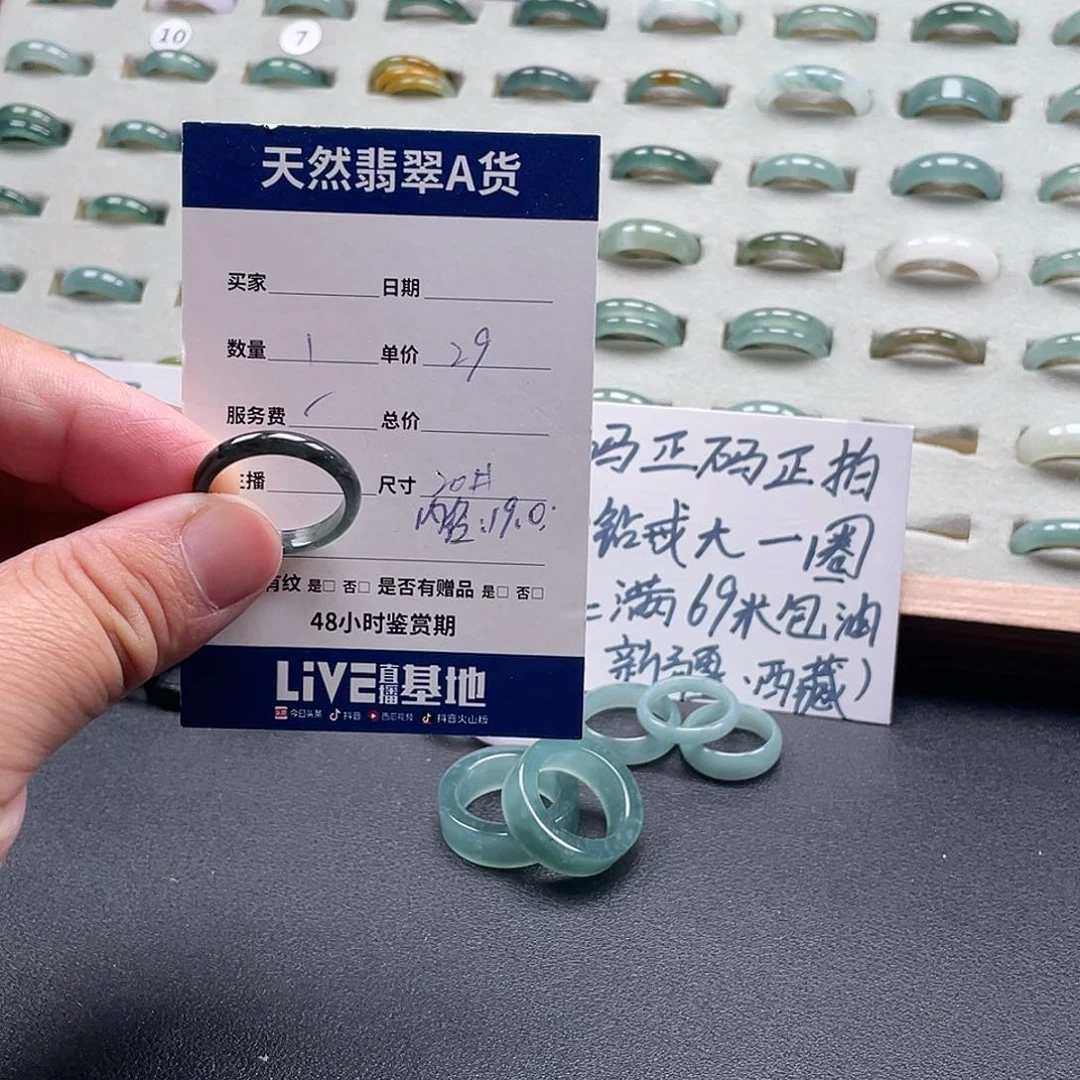 10
7
天然翡翠A货
买家 日期
数量 1 单价 29
服务费 总价
播 尺寸 20#
内径:19.0
有纹 是□ 否□ 是否有赠品 是□ 否□
48小时鉴赏期
LiVE直播基地
今日头条 抖音 西瓜视频 抖音火山版
码正码正拍
钻戒大一圈
满69米包油
新疆、西藏)